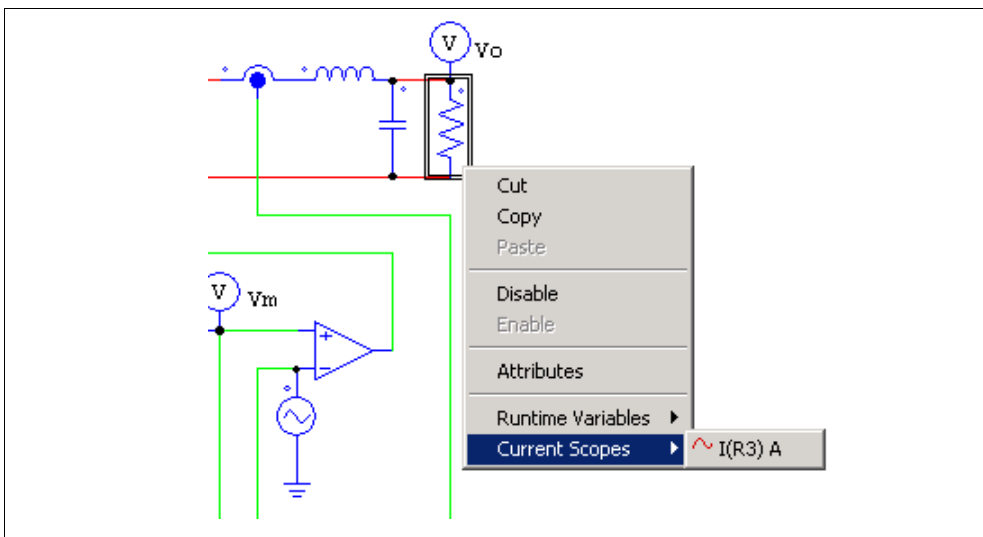 V
Vo
Cut
Copy
Paste
Disable
Enable
Attributes
Runtime Variables
Current Scopes
I(R3) A
V
Vm